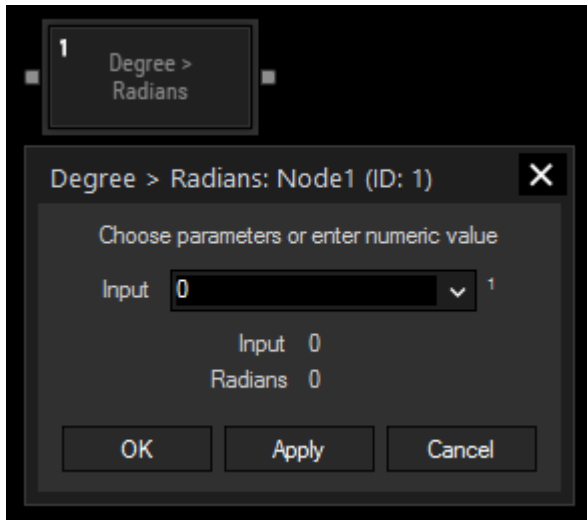 1
Degree >
Radians
Degree > Radians: Node1 (ID: 1)
Choose parameters or enter numeric value
Input 0 1
Input 0
Radians 0
OK Apply Cancel